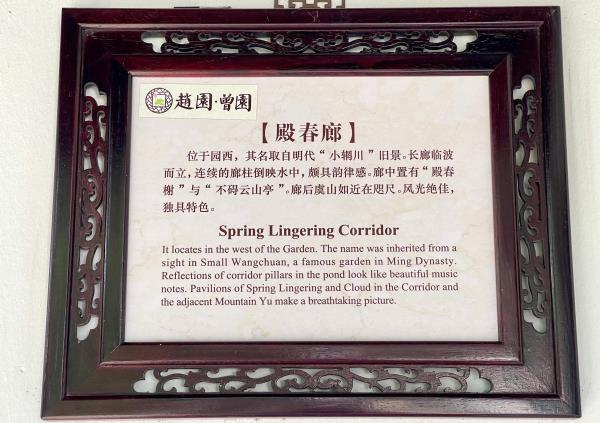 趙園·曾園
【殿春廊】
位于园西，其名取自明代“小辋川”旧景。长廊临波
而立，连续的廊柱倒映水中，颇具韵律感。廊中置有“殿春
榭”与“不碍云山亭”。廊后虞山如近在咫尺。风光绝佳，
独具特色。
Spring Lingering Corridor
It locates in the west of the Garden. The name was inherited from a
sight in Small Wangchuan, a famous garden in Ming Dynasty.
Reflections of corridor pillars in the pond look like beautiful music
notes. Pavilions of Spring Lingering and Cloud in the Corridor and
the adjacent Mountain Yu make a breathtaking picture.